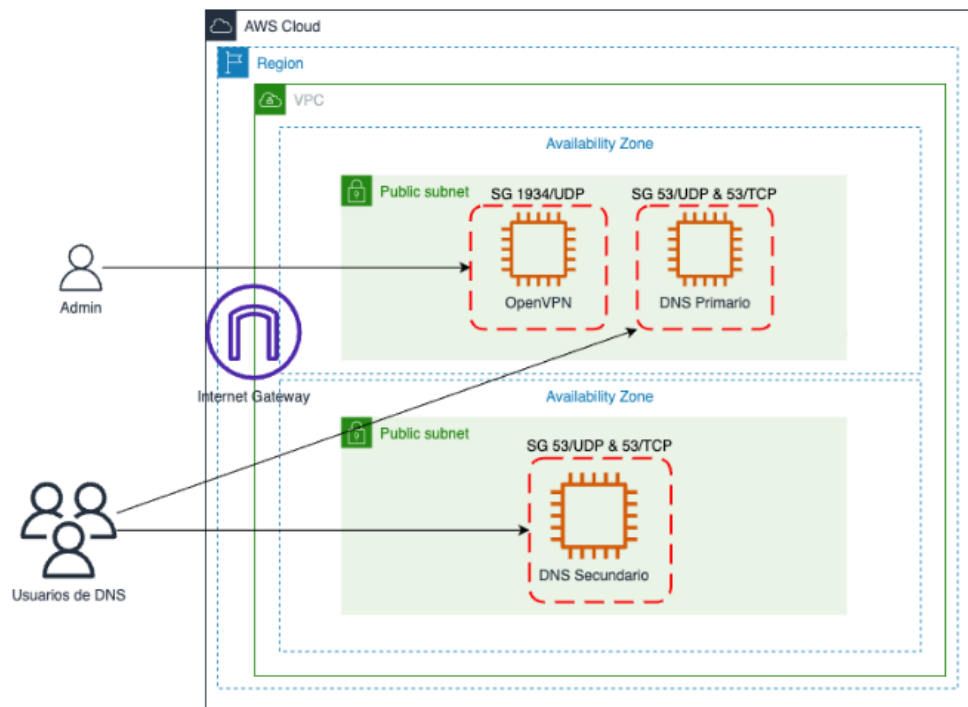 AWS Cloud
Region
VPC
Availability Zone
Public subnet
SG 1934/UDP
SG 53/UDP & 53/TCP
OpenVPN
DNS Primario
Admin
Internet Gateway
Availability Zone
Public subnet
SG 53/UDP & 53/TCP
DNS Secundario
Usuarios de DNS